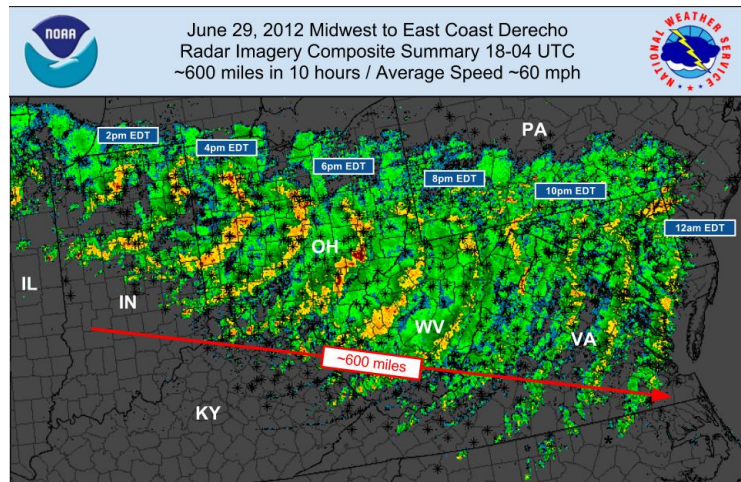 NOAA
June 29, 2012 Midwest to East Coast Derecho
Radar Imagery Composite Summary 18-04 UTC
~600 miles in 10 hours / Average Speed ~60 mph
NATIONAL WEATHER SERVICE
PA
2pm EDT
4pm EDT
6pm EDT
8pm EDT
10pm EDT
12am EDT
OH
IL
IN
WV
VA
~600 miles
KY